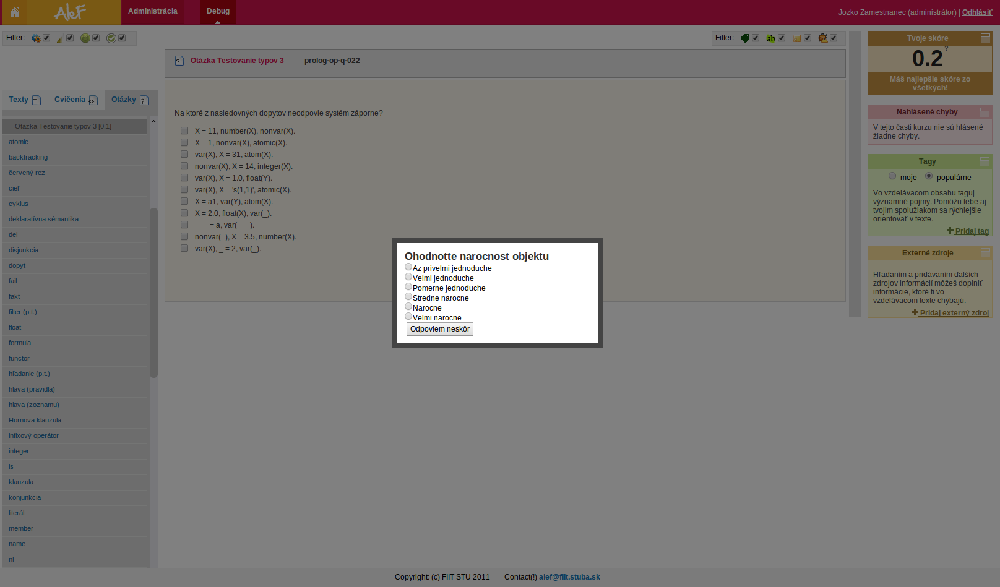 AleF
Administrácia
Debug
Jozko Zamestnanec (administrátor) | Odhlásiť
Filter:
Filter:
ab
Texty
Cvičenia
Otázky
Otázka Testovanie typov 3 [0.1]
atomic
backtracking
červený rez
cieľ
cyklus
deklaratívna sémantika
del
disjunkcia
dopyt
fail
fakt
filter (p.t.)
float
formula
functor
hľadanie (p.t.)
hlava (pravidla)
hlava (zoznamu)
Hornova klauzula
infixový operátor
integer
is
klauzula
konjunkcia
literál
member
name
nl
Otázka Testovanie typov 3 prolog-op-q-022
Na ktoré z nasledovných dopytov neodpovie systém záporne?
X = 11, number(X), nonvar(X).
X = 1, nonvar(X), atomic(X).
var(X), X = 31, atom(X).
nonvar(X), X = 14, integer(X).
var(X), X = 1.0, float(Y).
var(X), X = 's(1,1)', atomic(X).
X = a1, var(Y), atom(X).
X = 2.0, float(X), var(_).
___ = a, var(___).
nonvar(_), X = 3.5, number(X).
var(X), _ = 2, var(_).
Ohodnotte narocnost objektu
Az privelmi jednoduche
Velmi jednoduche
Pomerne jednoduche
Stredne narocne
Narocne
Velmi narocne
Odpoviem neskôr
Tvoje skóre
0.2 ?
Máš najlepšie skóre zo
všetkých!
Nahlásené chyby
V tejto časti kurzu nie sú hlásené
žiadne chyby.
Tagy
moje populárne
Vo vzdelávacom obsahu taguj
významné pojmy. Pomôžu tebe aj
tvojim spolužiakom sa rýchlejšie
orientovať v texte.
Pridaj tag
Externé zdroje
Hľadaním a pridávaním ďalších
zdrojov informácií môžeš doplniť
informácie, ktoré ti vo
vzdelávacom texte chýbajú.
Pridaj externý zdroj
Copyright: (c) FIIT STU 2011 Contact(!) alef@fiit.stuba.sk